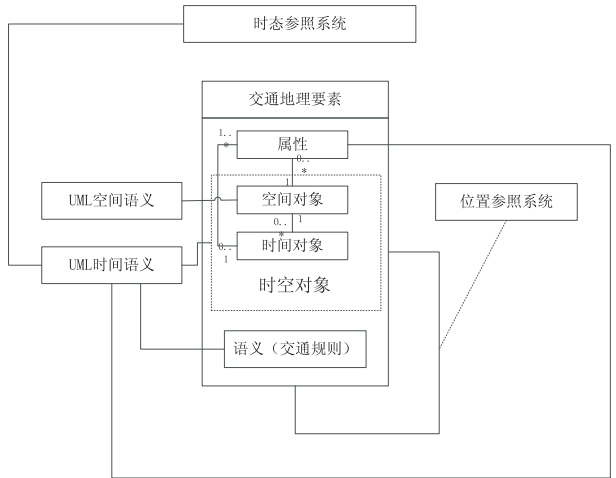 时态参照系统
交通地理要素
1..
*
属性
0..
*
UML空间语义
1
空间对象
位置参照系统
0..
1
*
UML时间语义
0..
1
时间对象
时空对象
语义（交通规则）